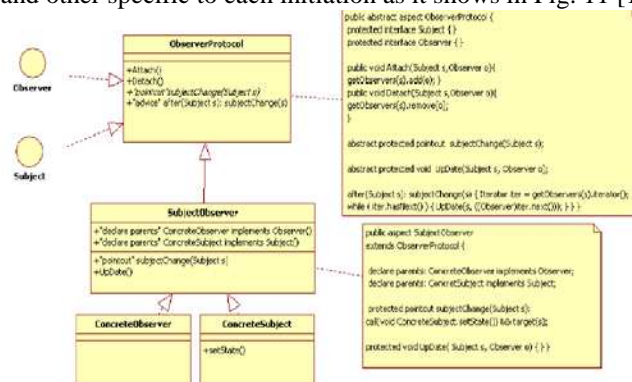 and other specific to each initiation as it shows in Fig. 11 [1
ObserverProtocol
+Attach()
+Detach()
+"pointcut"subjectChange(Subject s)
+"advice" after(Subject s): subjectChange(s)
Observer
Subject
SubjectObserver
+"declare parents" ConcreteObserver implements Observer()
+"declare parents" ConcreteSubject implements Subject()
+"pointcut" subjectChange(Subject s)
+UpDate()
ConcreteObserver
ConcreteSubject
+setState()
public abstract aspect ObserverProtocol {
protected interface Subject { }
protected interface Observer { }
public void Attach(Subject s, Observer o){
getObservers(s).add(o); }
public void Detach(Subject s, Observer o){
getObservers(s).remove(o);
}
abstract protected pointcut subjectChange(Subject s);
abstract protected void UpDate(Subject s, Observer o);
after(Subject s): subjectChange(s) { Iterator iter = getObservers(s).iterator();
while ( iter.hasNext() ) { UpDate(s, ((Observer)iter.next())); } } }
public aspect SubjectObserver
extends ObserverProtocol {
declare parents: ConcreteObserver implements Observer;
declare parents: ConcretSubject implements Subject;
protected pointcut subjectChange(Subject s):
call(void ConcreteSubject.setState()) && target(s);
protected void UpDate( Subject s, Observer o) { } }